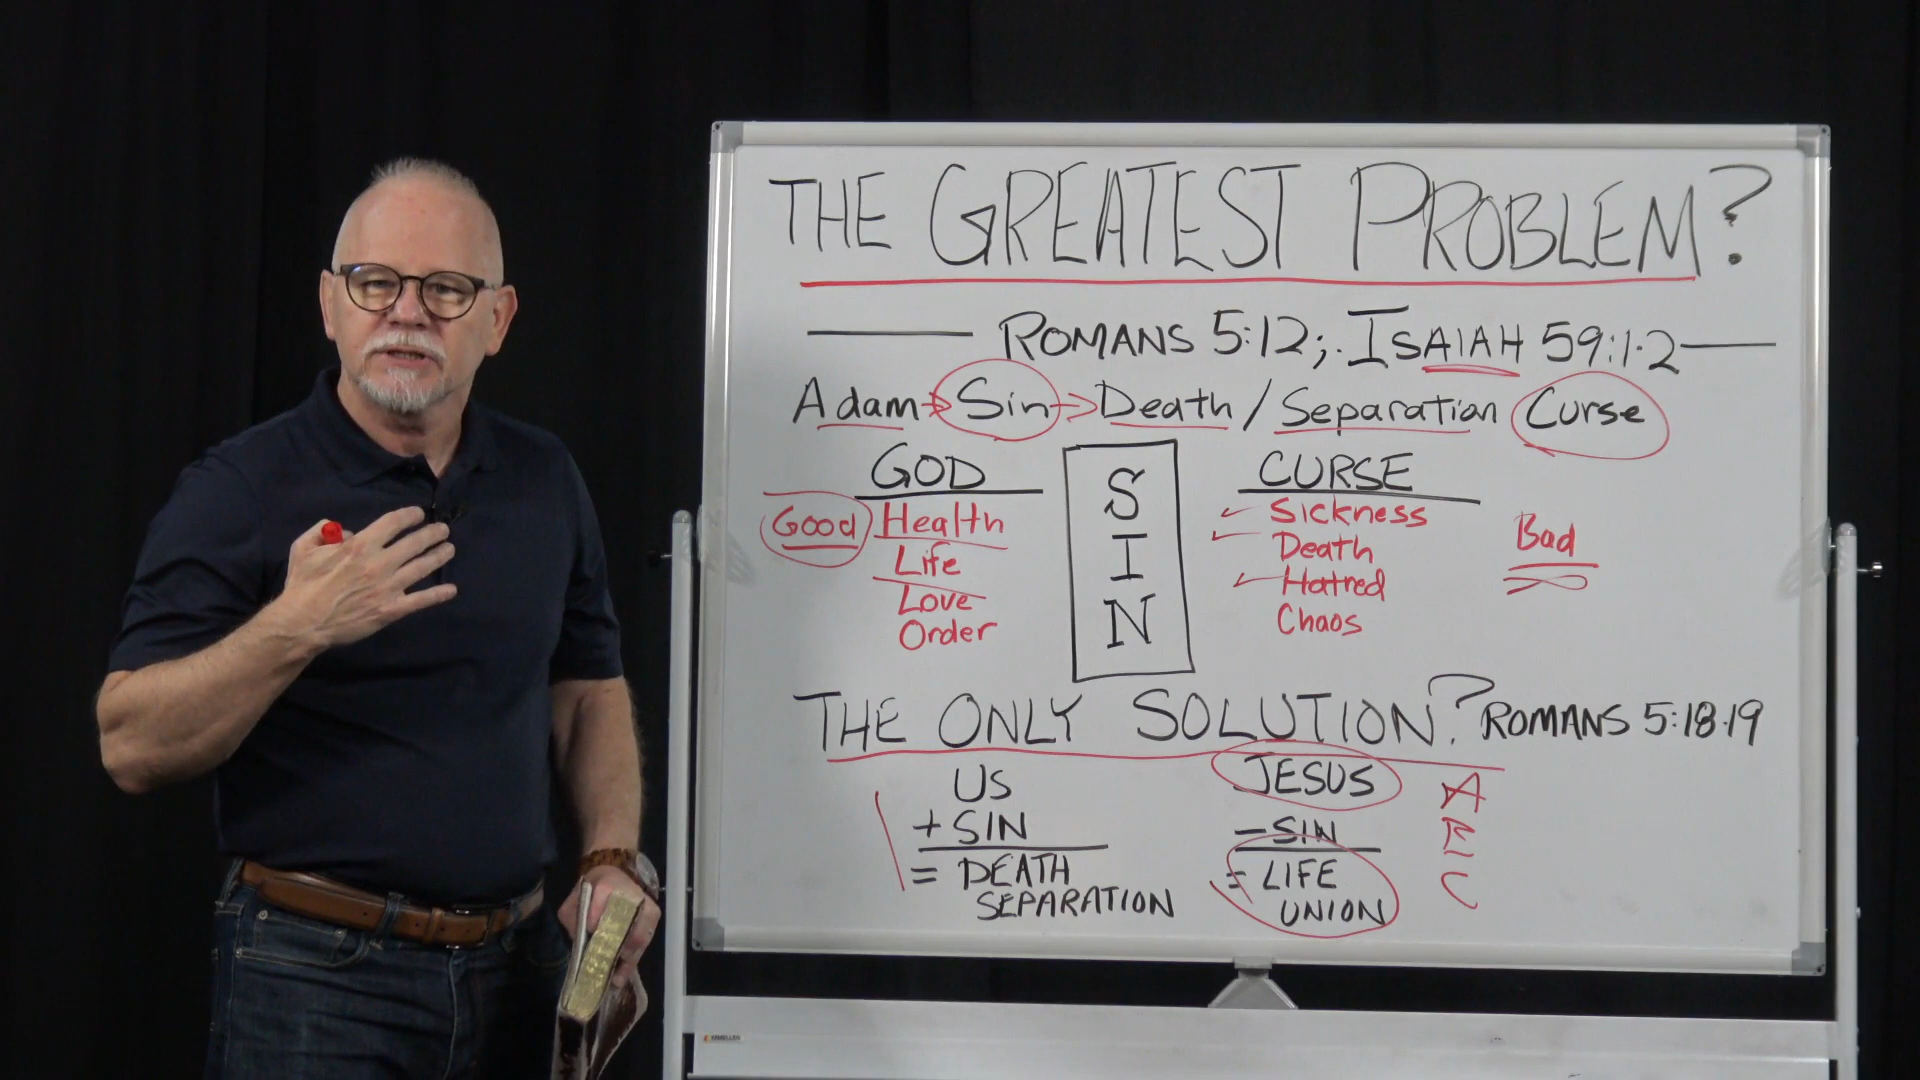 THE GREATEST PROBLEM?
ROMANS 5:12; ISAIAH 59:1-2
Adam → Sin → Death / Separation Curse
GOD
Good Health
Life
Love
Order
SIN
CURSE
Sickness
Death
Hatred
Chaos
Bad
THE ONLY SOLUTION? ROMANS 5:18-19
US
+ SIN
= DEATH
SEPARATION
JESUS
- SIN
= LIFE
UNION
A
B
C